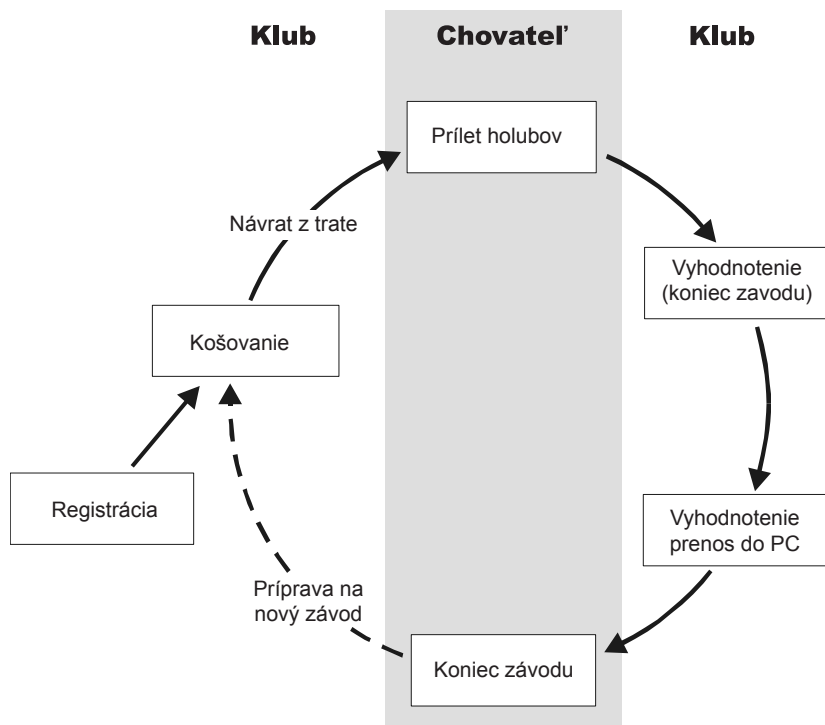 Klub
Chovateľ
Klub
Prílet holubov
Návrat z trate
Vyhodnotenie
(koniec zavodu)
Košovanie
Registrácia
Vyhodnotenie
prenos do PC
Príprava na
nový závod
Koniec závodu